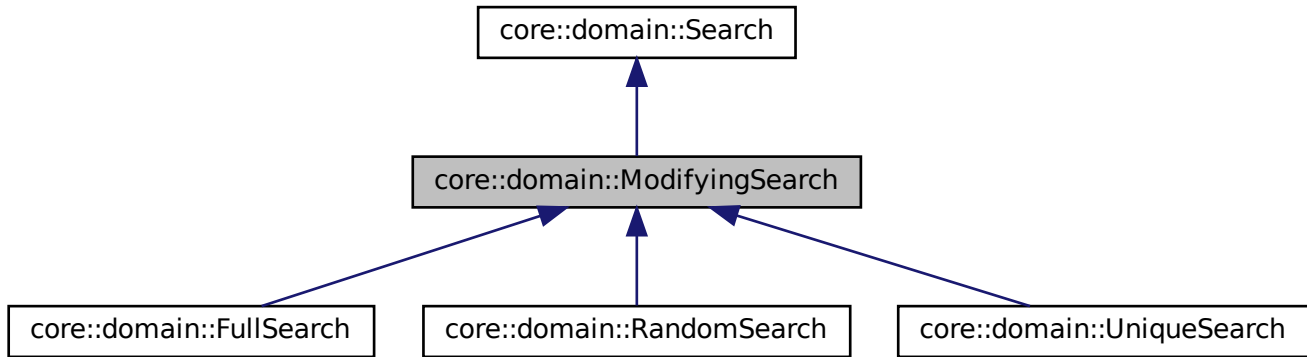 core::domain::Search
core::domain::ModifyingSearch
core::domain::FullSearch
core::domain::RandomSearch
core::domain::UniqueSearch